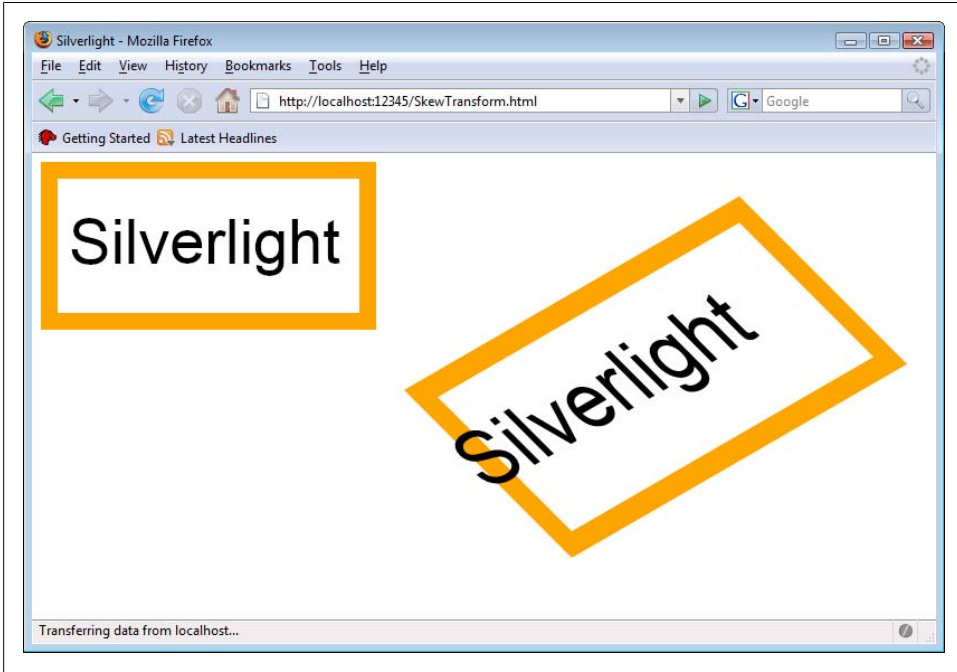 Silverlight - Mozilla Firefox
File Edit View History Bookmarks Tools Help
http://localhost:12345/SkewTransform.html G Google
Getting Started Latest Headlines
Silverlight
Silverlight
Transferring data from localhost...